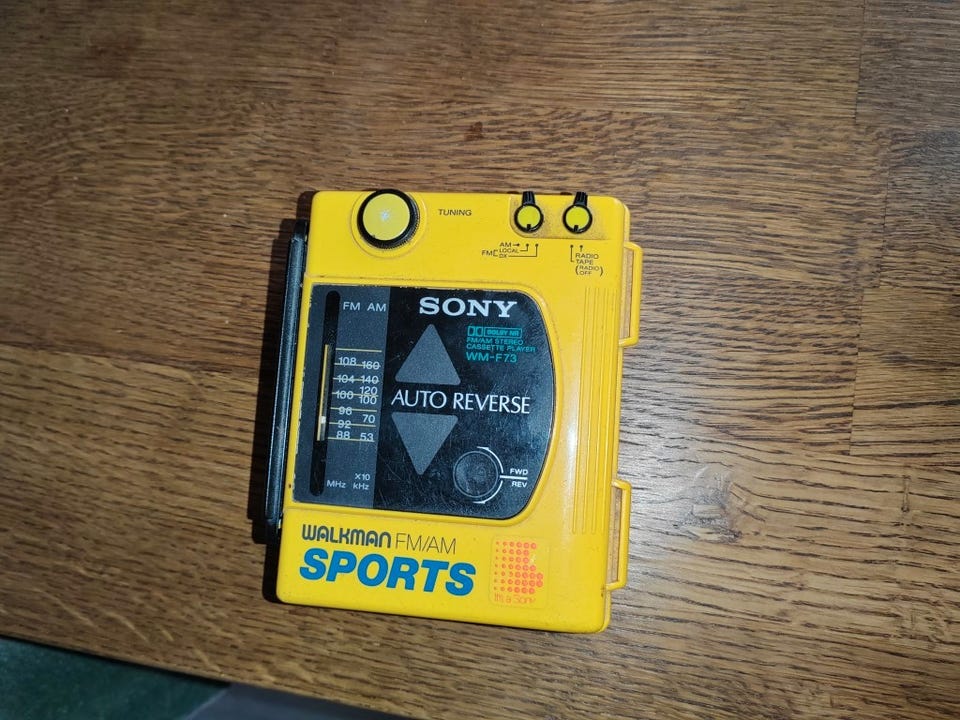 TUNING
AM
FM LOCAL
DX
RADIO
TAPE
(RADIO OFF)
FM AM
SONY
DOLBY NR
FM/AM STEREO
CASSETTE PLAYER
WM-F73
108 160
104 140
120
100 100
96 70
92
88 53
AUTO REVERSE
FWD
REV
X10
MHz kHz
WALKMAN FM/AM
SPORTS
It's a Sony